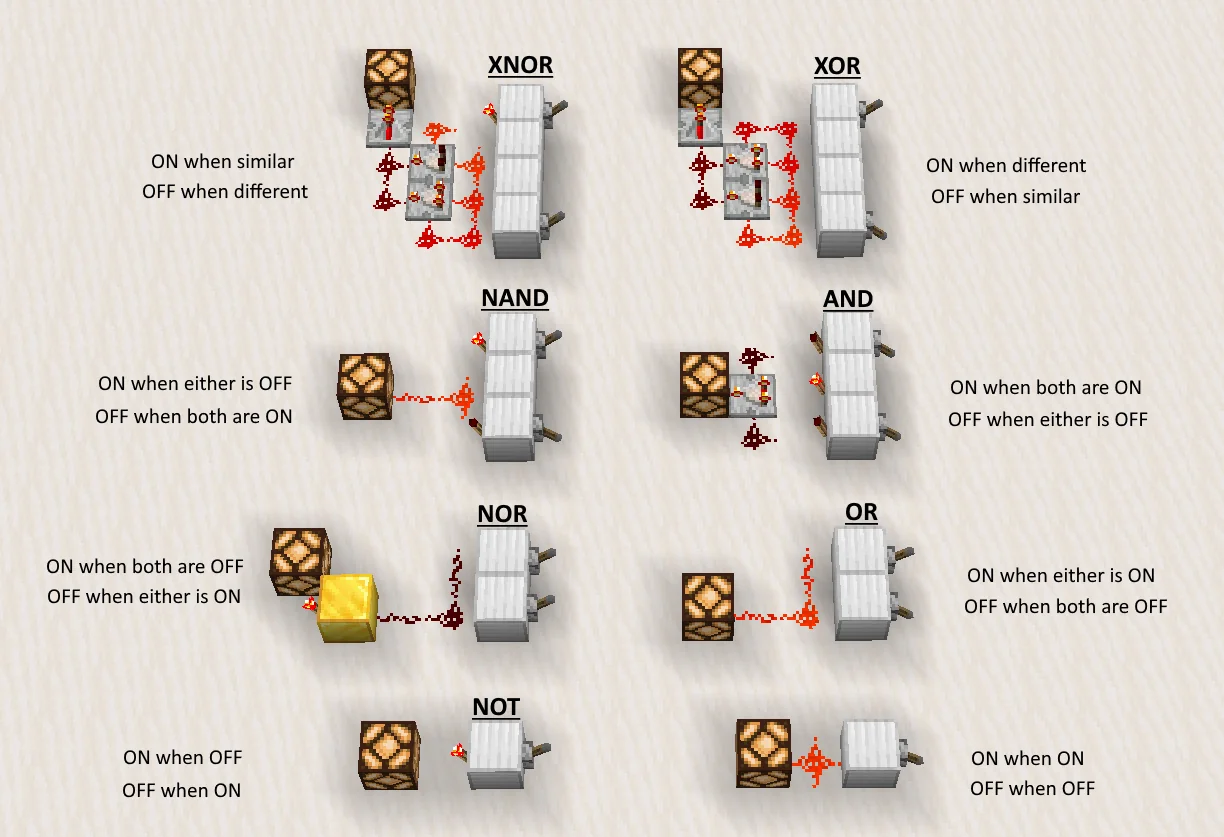 XNOR
XOR
ON when similar
OFF when different
ON when different
OFF when similar
NAND
AND
ON when either is OFF
OFF when both are ON
ON when both are ON
OFF when either is OFF
NOR
OR
ON when both are OFF
OFF when either is ON
ON when either is ON
OFF when both are OFF
NOT
ON when OFF
OFF when ON
ON when ON
OFF when OFF